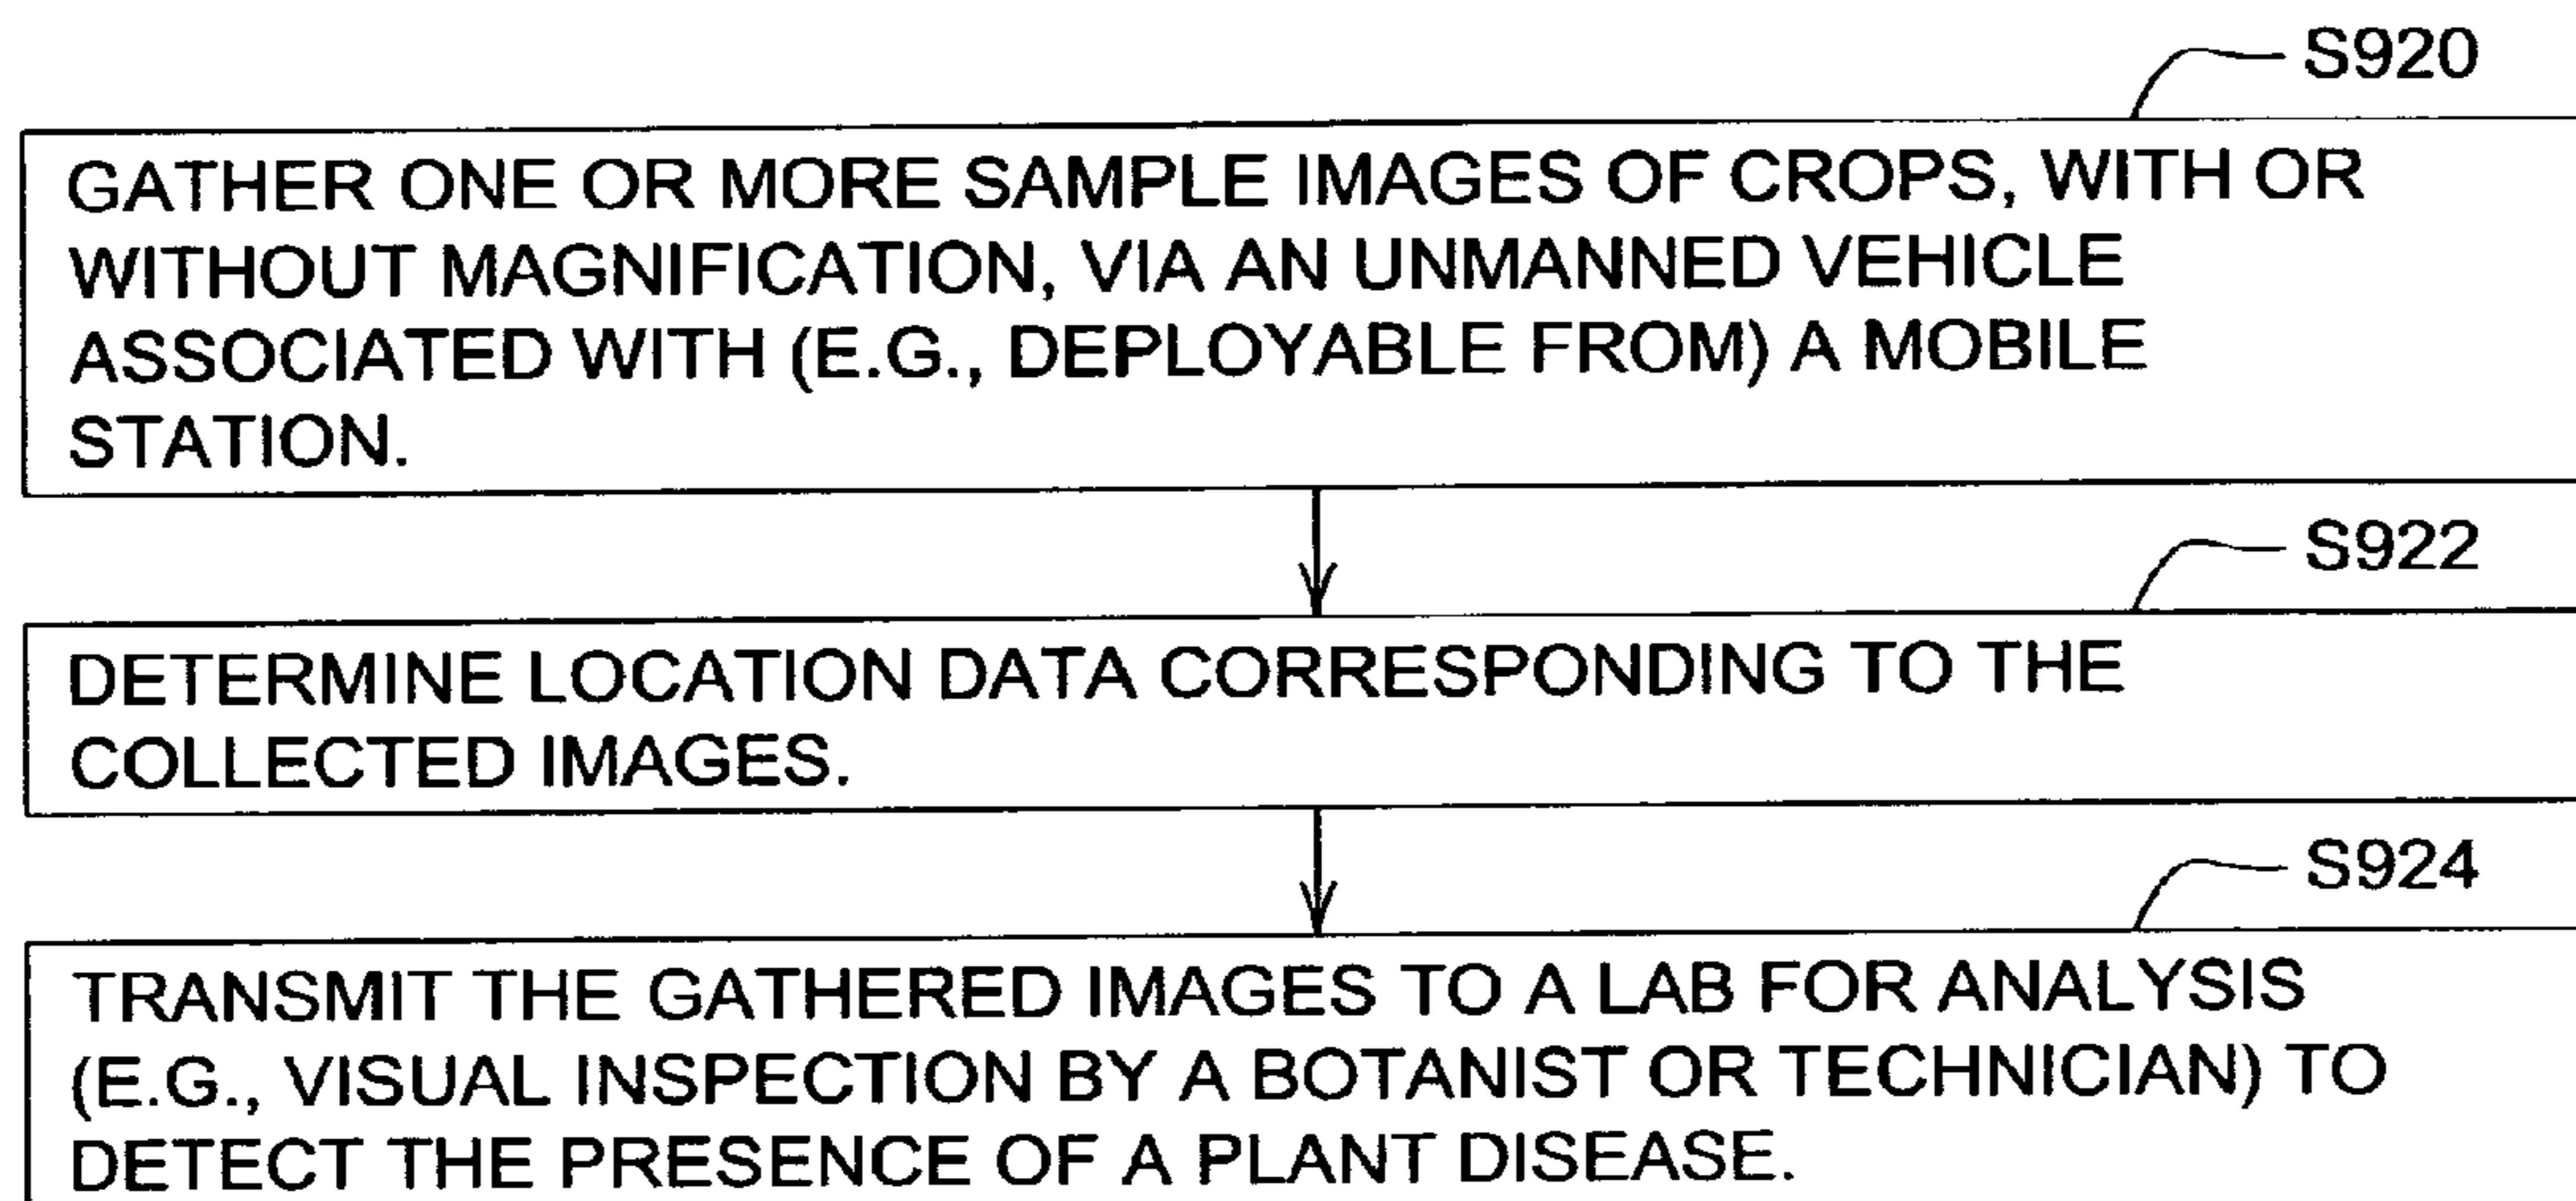 S920
GATHER ONE OR MORE SAMPLE IMAGES OF CROPS, WITH OR
WITHOUT MAGNIFICATION, VIA AN UNMANNED VEHICLE
ASSOCIATED WITH (E.G., DEPLOYABLE FROM) A MOBILE
STATION.
S922
DETERMINE LOCATION DATA CORRESPONDING TO THE
COLLECTED IMAGES.
S924
TRANSMIT THE GATHERED IMAGES TO A LAB FOR ANALYSIS
(E.G., VISUAL INSPECTION BY A BOTANIST OR TECHNICIAN) TO
DETECT THE PRESENCE OF A PLANT DISEASE.